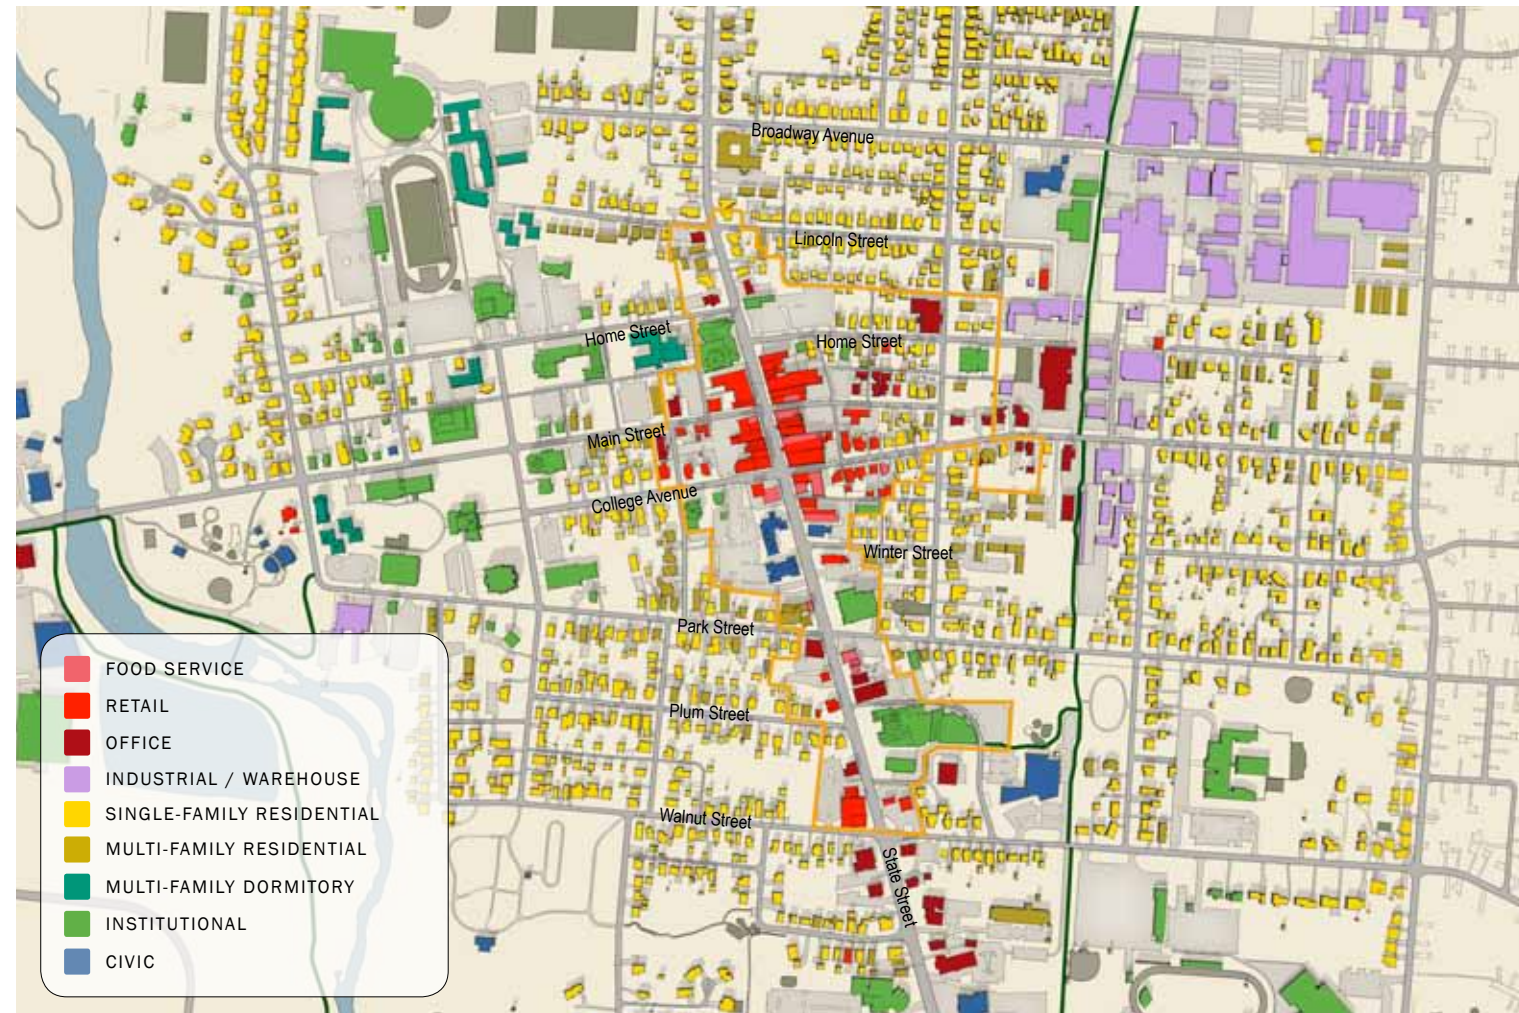 Broadway Avenue
Lincoln Street
Home Street
Home Street
Main Street
College Avenue
Winter Street
Park Street
Plum Street
Walnut Street
State Street
FOOD SERVICE
RETAIL
OFFICE
INDUSTRIAL / WAREHOUSE
SINGLE-FAMILY RESIDENTIAL
MULTI-FAMILY RESIDENTIAL
MULTI-FAMILY DORMITORY
INSTITUTIONAL
CIVIC